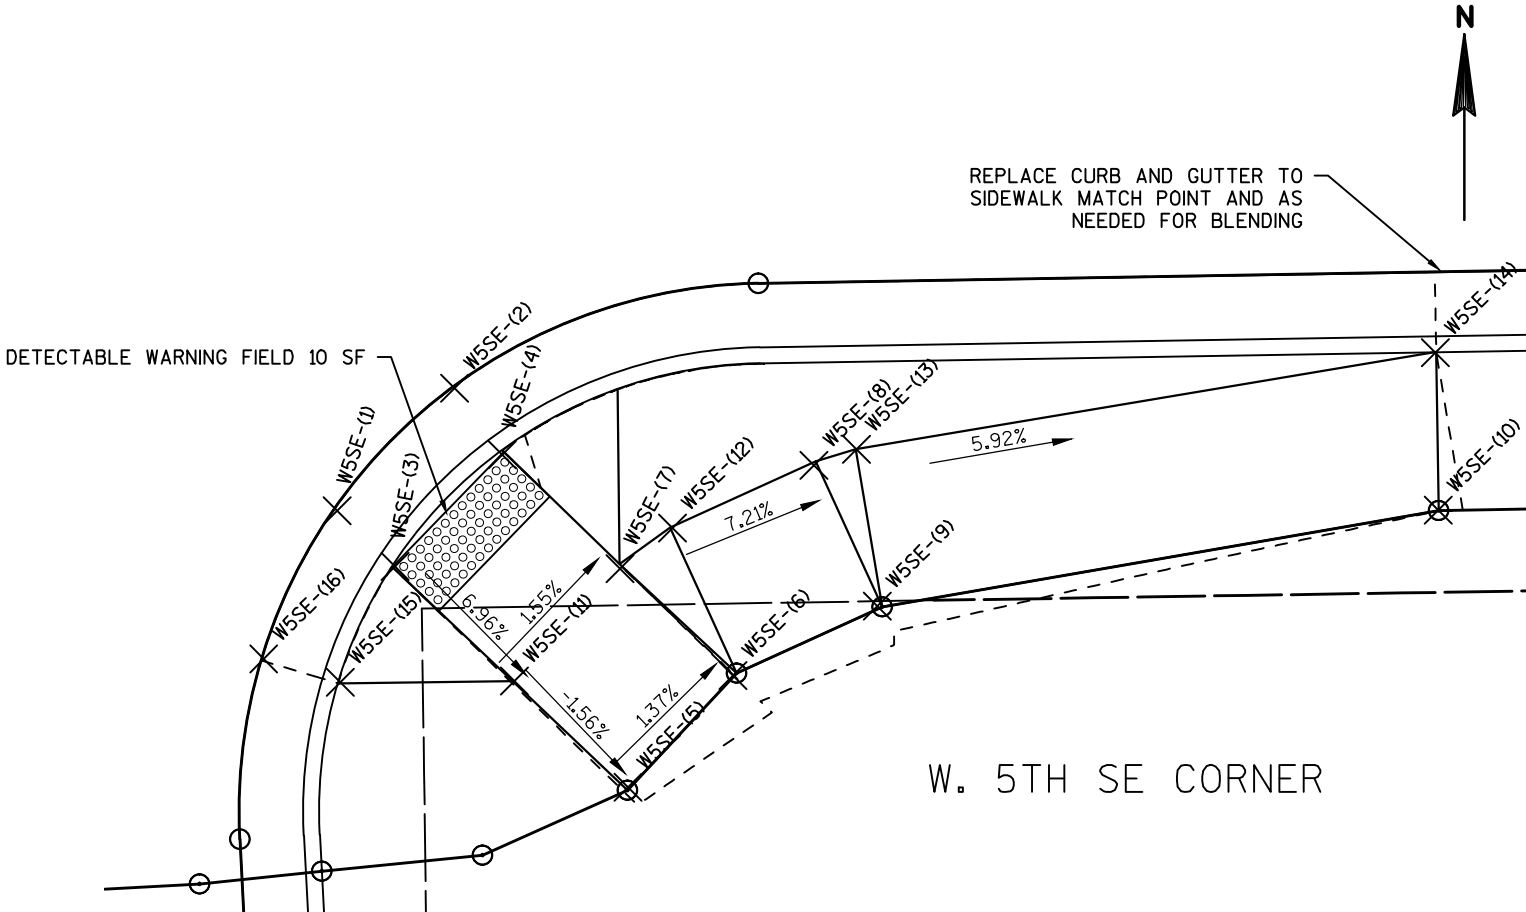 N
REPLACE CURB AND GUTTER TO
SIDEWALK MATCH POINT AND AS
NEEDED FOR BLENDING
W5SE-(14)
W5SE-(2)
DETECTABLE WARNING FIELD 10 SF
W5SE-(4)
W5SE-(8)
W5SE-(13)
W5SE-(1)
5.92%
W5SE-(10)
W5SE-(3)
W5SE-(7)
W5SE-(12)
7.21%
W5SE-(9)
W5SE-(16)
W5SE-(15)
6.96%
1.55%
W5SE-(11)
W5SE-(6)
-1.56%
1.37%
W5SE-(5)
W. 5TH SE CORNER